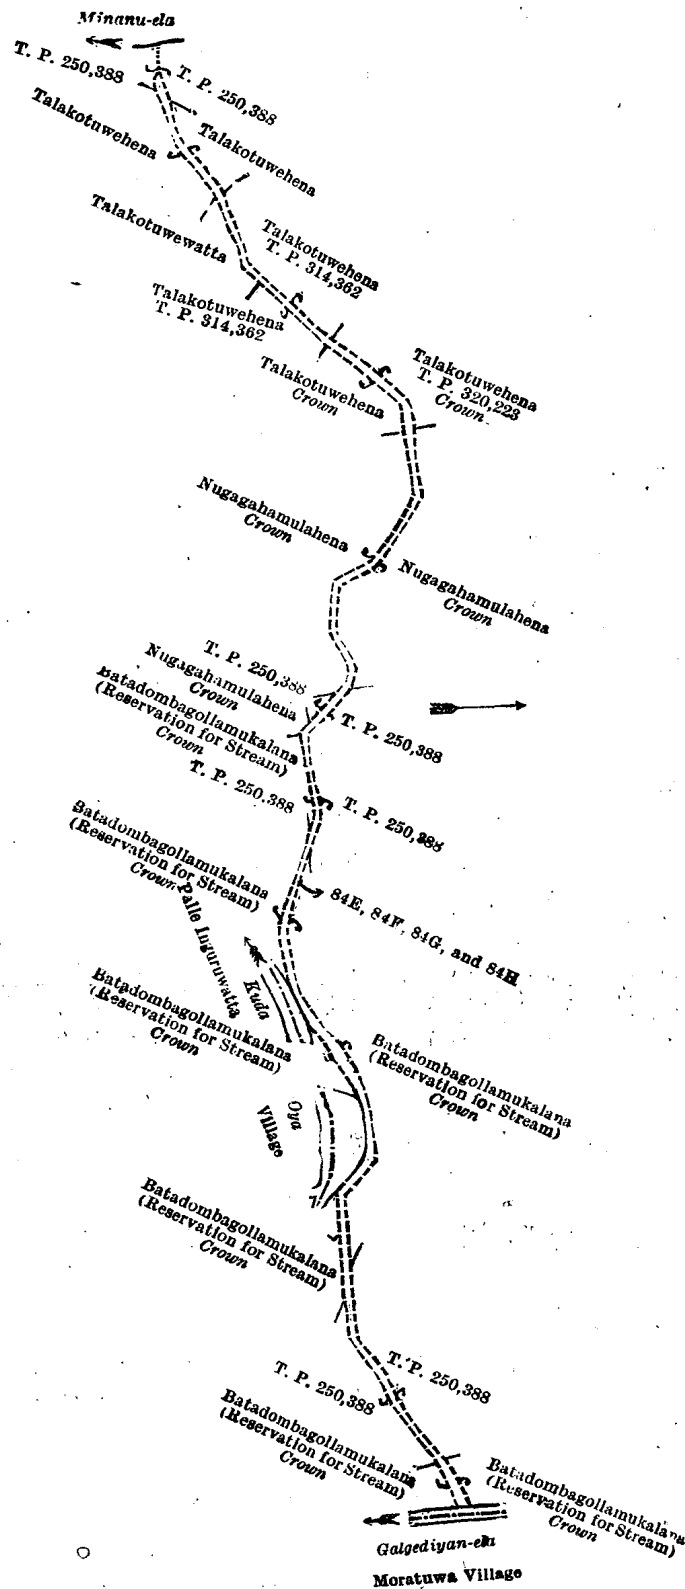 Minanu-ela
T. P. 250,388
T. P. 250,388
Talakotuwehena
Talakotuwehena
Talakotuwewatta
Talakotuwehena
T. P. 314,362
Talakotuwehena
T. P. 314,362
Talakotuwehena
T. P. 320,223
Crown
Talakotuwehena
Crown
Nugagahamulahena
Crown
Nugagahamulahena
Crown
T. P. 250,388
Nugagahamulahena
Crown
Batadombagollamukalana
(Reservation for Stream)
Crown
T. P. 250,388
T. P. 250.388
T. P. 250,388
Batadombagollamukalana
(Reservation for Stream)
Crown
84E, 84F, 84G, and 84H
Palle Inguruwatta
Kuda
Batadombagollamukalana
(Reservation for Stream)
Crown
Batadombagollamukalana
(Reservation for Stream)
Crown
Oya
Village
Batadombagollamukalana
(Reservation for Stream)
Crown
T. P. 250,388
T. P. 250,388
Batadombagollamukalana
(Reservation for Stream)
Crown
Batadombagollamukalana
(Reservation for Stream)
Crown
Galgediyan-ela
Moratuwa Village